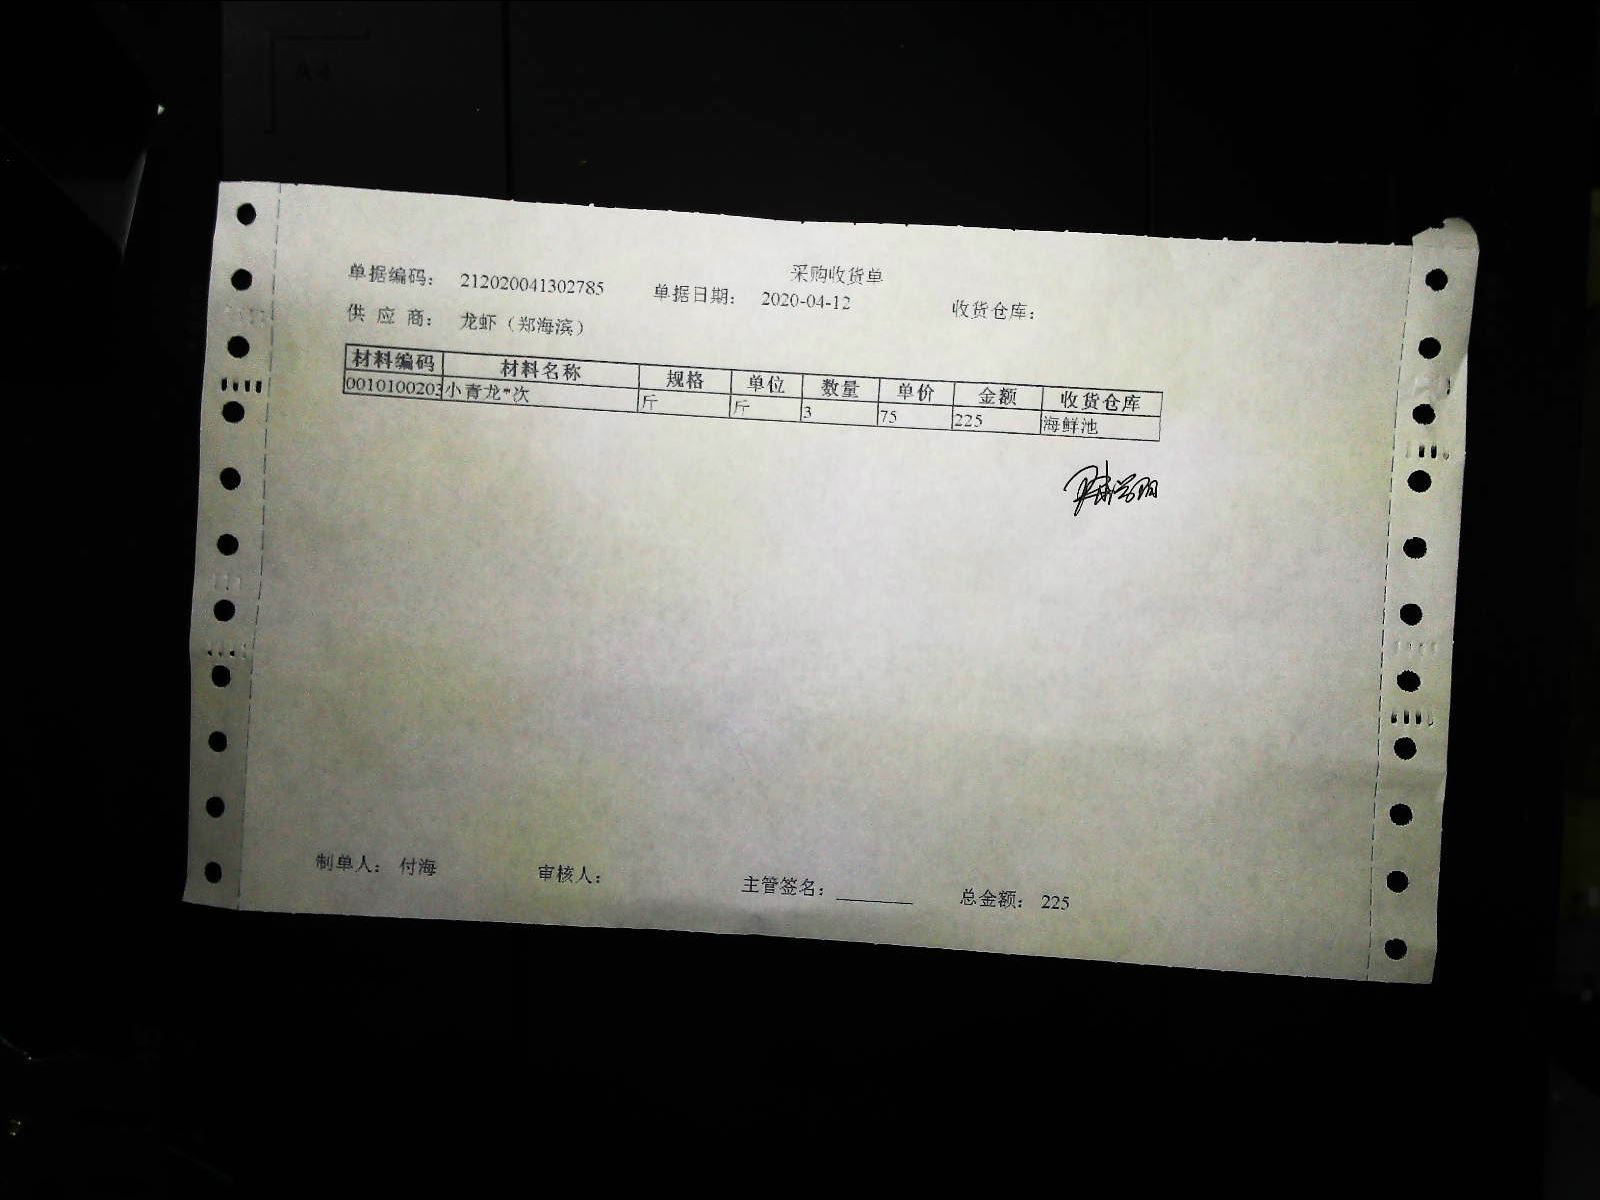 采购收货单
单据编码： 212020041302785 单据日期： 2020-04-12 收货仓库：
供 应 商： 龙虾（郑海滨）
材料编码 材料名称 规格 单位 数量 单价 金额 收货仓库
0010100203 小青龙*次 斤 斤 3 75 225 海鲜池
制单人： 付海 审核人： 主管签名：________ 总金额： 225